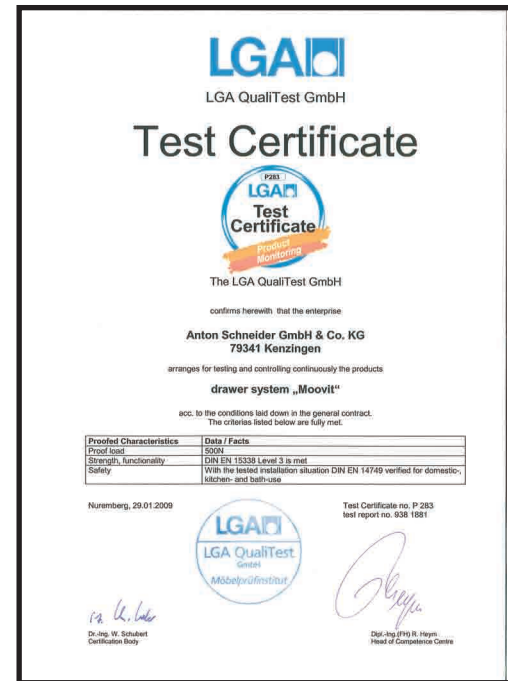 LGA
LGA QualiTest GmbH
Test Certificate
P283
LGA
Test
Certificate
Product
Monitoring
The LGA QualiTest GmbH
confirms herewith that the enterprise
Anton Schneider GmbH & Co. KG
79341 Kenzingen
arranges for testing and controlling continuously the products
drawer system „Moovit“
acc. to the conditions laid down in the general contract.
The criterias listed below are fully met.
Proofed Characteristics Data / Facts
Proof load 500N
Strength, functionality DIN EN 15338 Level 3 is met
Safety With the tested installation situation DIN EN 14749 verified for domestic-,
kitchen- and bath-use
Nuremberg, 29.01.2009
Test Certificate no. P 283
test report no. 938 1881
LGA
LGA QualiTest
GmbH
Möbelprüfinstitut
Dr.-Ing. W. Schubert
Certification Body
Dipl.-Ing.(FH) R. Heym
Head of Competence Centre